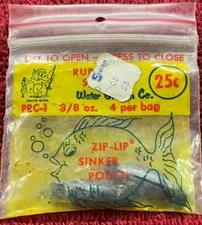 LIFT TO OPEN - PRESS TO CLOSE
RU
25¢
Water Co.
PRC-1 3/8 oz. 4 per bag
ZIP-LIP®
SINKER
POUCH